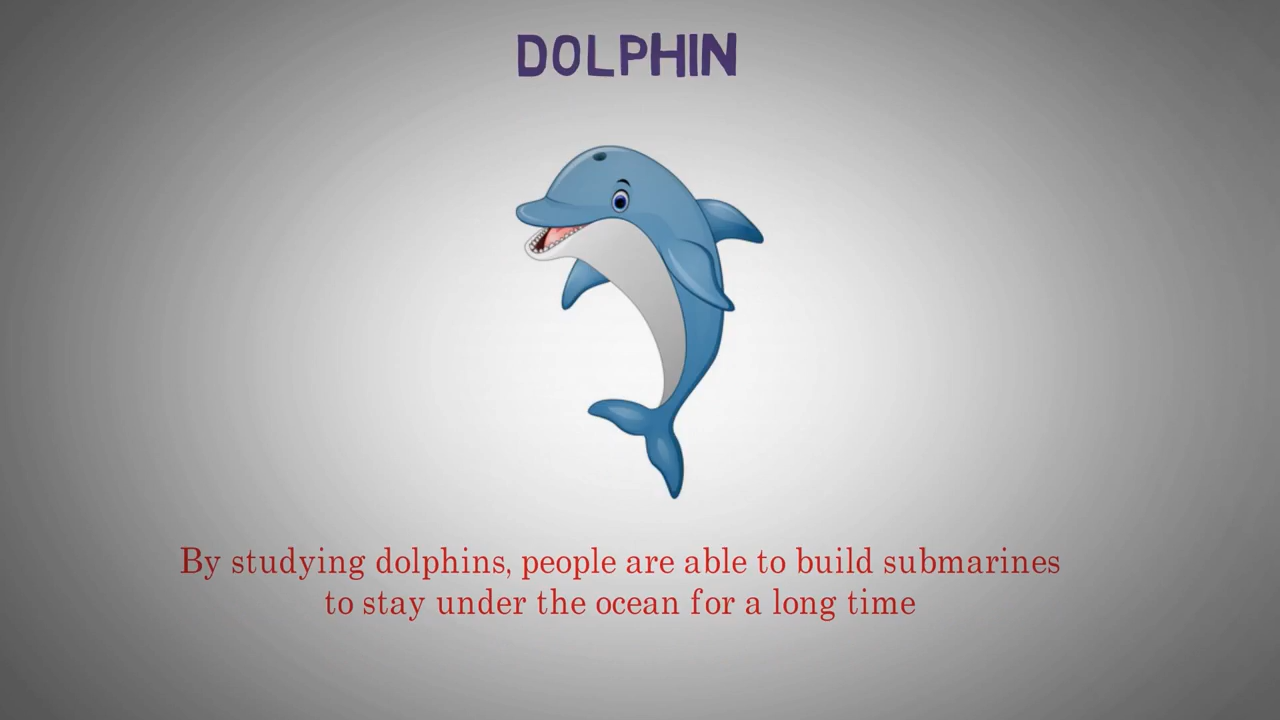 DOLPHIN
By studying dolphins, people are able to build submarines
to stay under the ocean for a long time